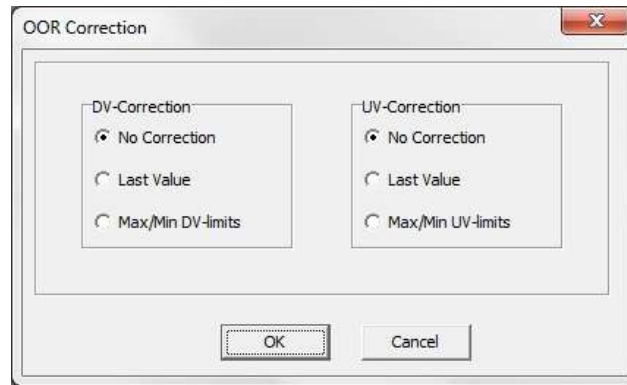 OOR Correction
DV-Correction
No Correction
Last Value
Max/Min DV-limits
UV-Correction
No Correction
Last Value
Max/Min UV-limits
OK
Cancel